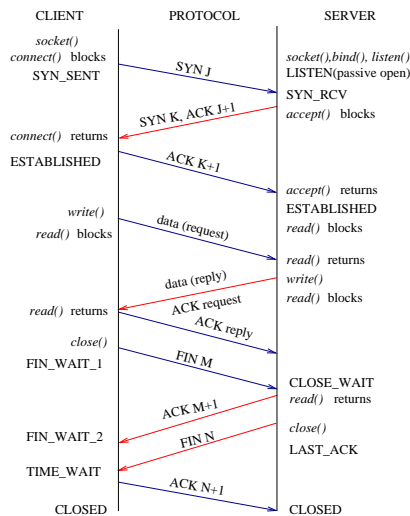 CLIENT PROTOCOL SERVER
socket() socket(),bind(), listen()
connect() blocks SYN J LISTEN(passive open)
SYN_SENT
SYN_RCV
SYN K, ACK J+1 accept() blocks
connect() returns
ESTABLISHED ACK K+1
accept() returns
write() ESTABLISHED
read() blocks data (request) read() blocks
read() returns
data (reply) write()
read() returns ACK request read() blocks
ACK reply
close()
FIN_WAIT_1 FIN M
CLOSE_WAIT
ACK M+1 read() returns
FIN_WAIT_2 FIN N close()
LAST_ACK
TIME_WAIT
ACK N+1
CLOSED CLOSED